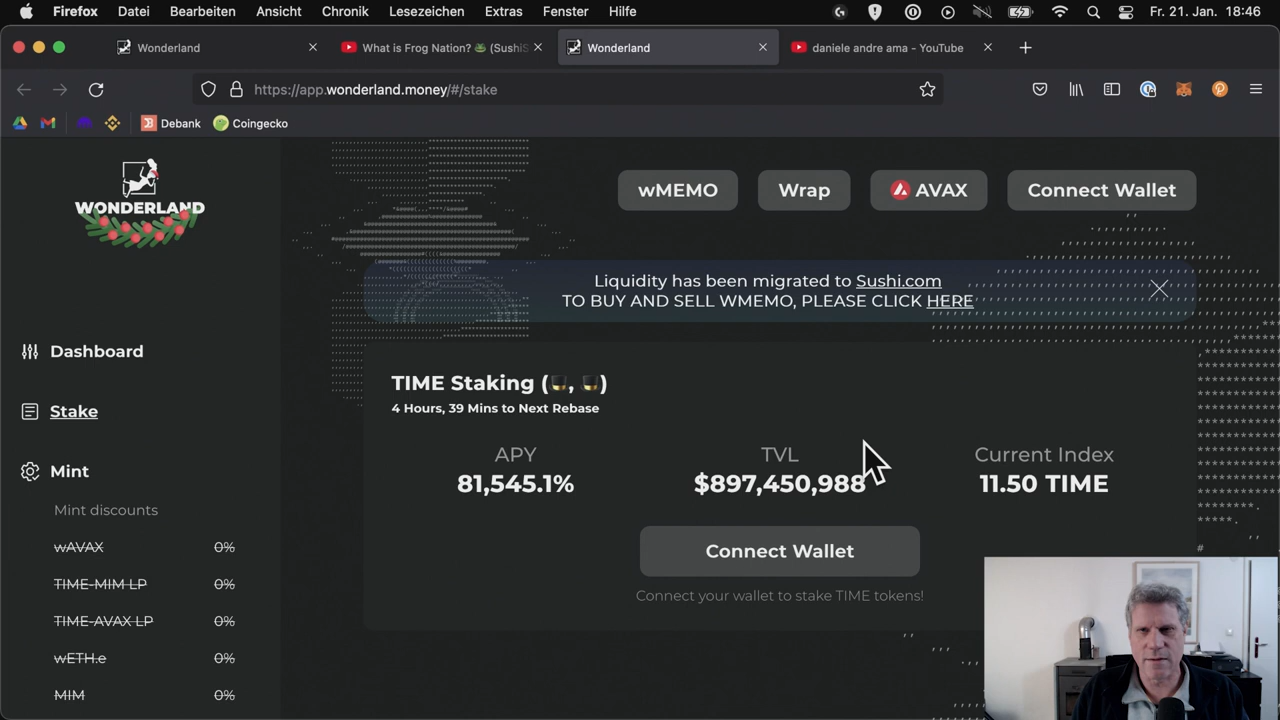 Firefox Datei Bearbeiten Ansicht Chronik Lesezeichen Extras Fenster Hilfe Fr. 21. Jan. 18:46
Wonderland
What is Frog Nation? 🐸 (SushiS
Wonderland
daniele andre ama - YouTube
https://app.wonderland.money/#/stake
Debank
Coingecko
WONDERLAND
wMEMO
Wrap
AVAX
Connect Wallet
Liquidity has been migrated to Sushi.com
TO BUY AND SELL WMEMO, PLEASE CLICK HERE
Dashboard
Stake
Mint
Mint discounts
wAVAX 0%
TIME-MIM LP 0%
TIME-AVAX LP 0%
wETH.e 0%
MIM 0%
TIME Staking (🎩, 🎩)
4 Hours, 39 Mins to Next Rebase
APY
81,545.1%
TVL
$897,450,988
Current Index
11.50 TIME
Connect Wallet
Connect your wallet to stake TIME tokens!